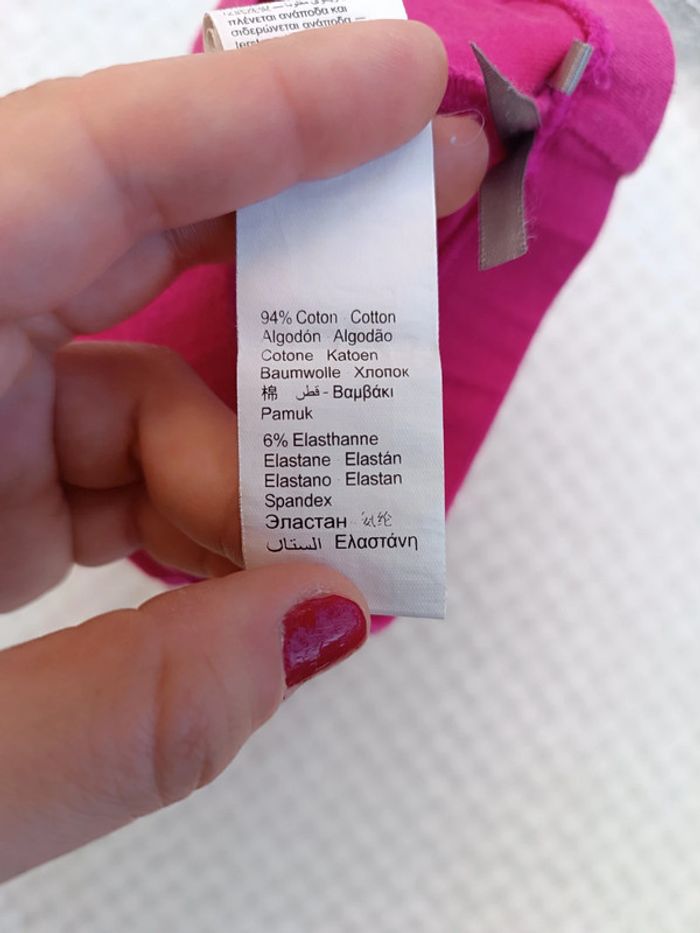 πλένεται ανάποδα και
σιδερώνεται ανάποδα —
94% Coton Cotton
Algodón Algodão
Cotone Katoen
Baumwolle Хлопок
棉 قطن - Βαμβάκι
Pamuk
6% Elasthanne
Elastane Elastán
Elastano Elastan
Spandex
Эластан 氨纶
الستان Ελαστάνη